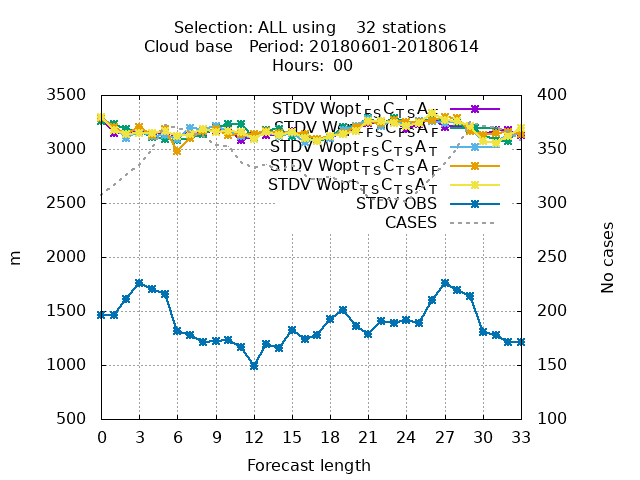 Selection: ALL using 32 stations
Cloud base Period: 20180601-20180614
Hours: 00
3500 400
STDV Wopt FS C TS A
STDV
3000 350
STDV Wopt FS C TS A T
STDV Wopt TS C TS A F
STDV Wopt TS C TS A T
2500 300
STDV OBS
CASES
2000 250
1500 200
1000 150
500 100
m
No cases
0 3 6 9 12 15 18 21 24 27 30 33
Forecast length